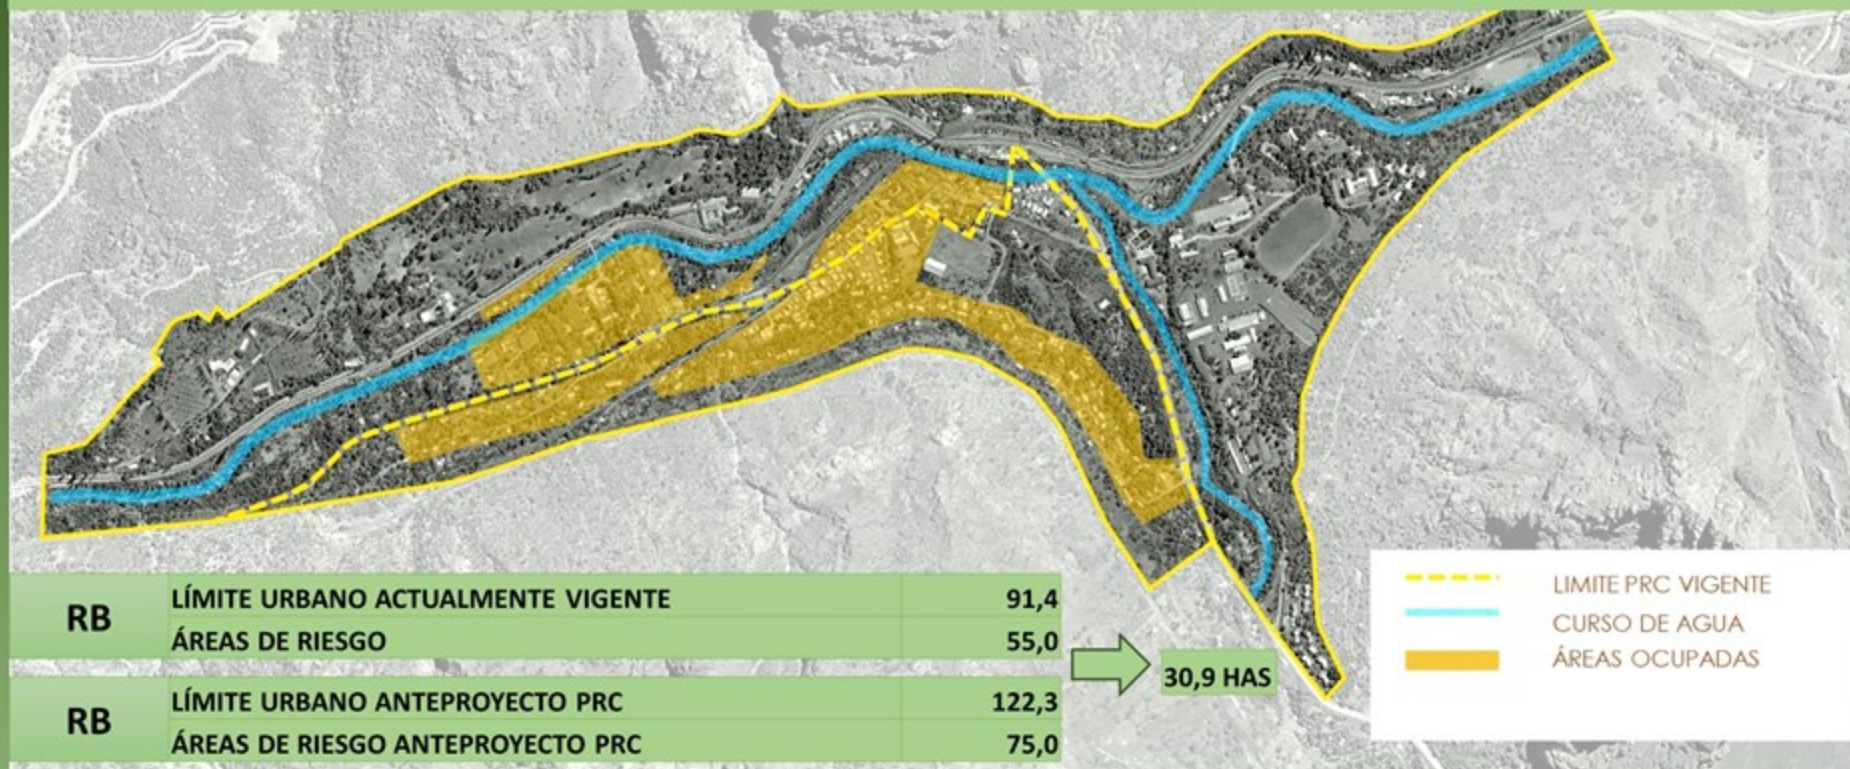 RB
LÍMITE URBANO ACTUALMENTE VIGENTE 91,4
ÁREAS DE RIESGO 55,0
RB
LÍMITE URBANO ANTEPROYECTO PRC 122,3
ÁREAS DE RIESGO ANTEPROYECTO PRC 75,0
30,9 HAS
LIMITE PRC VIGENTE
CURSO DE AGUA
ÁREAS OCUPADAS